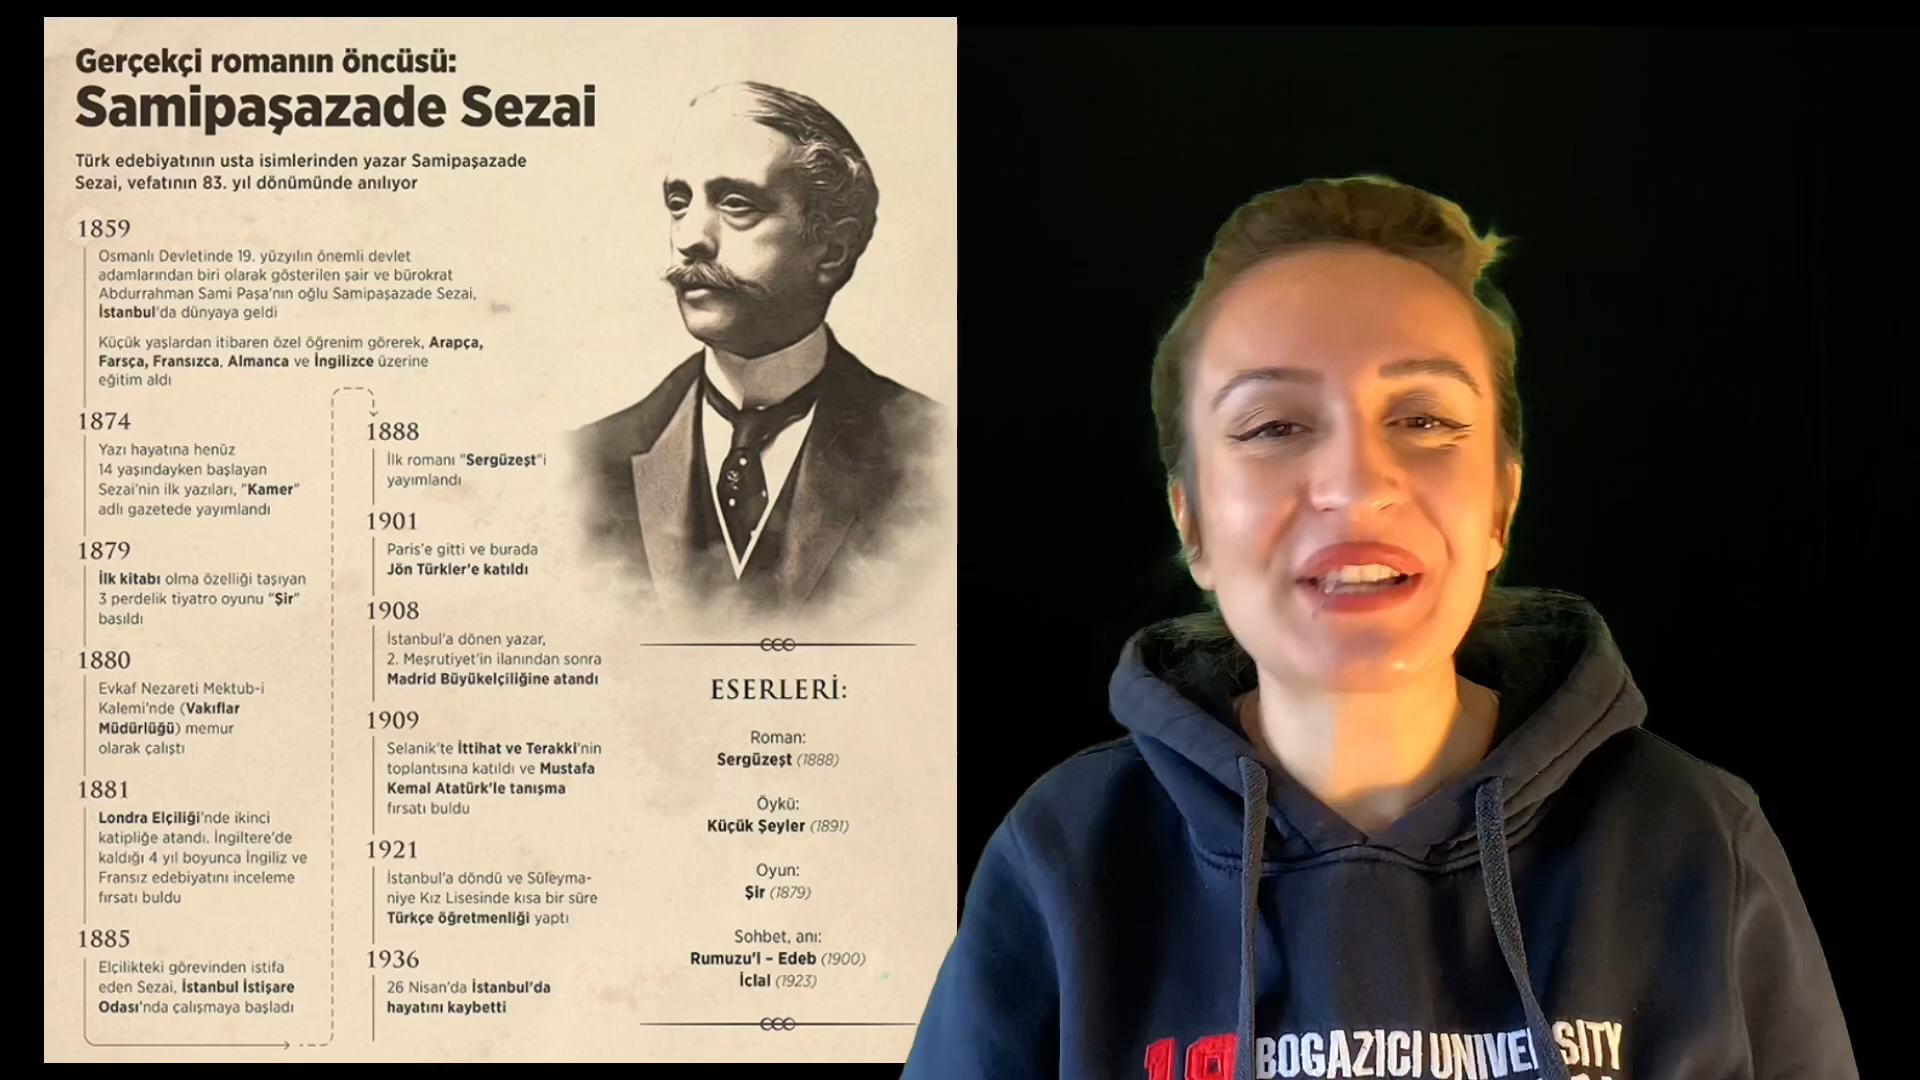 Gerçekçi romanın öncüsü:
Samipaşazade Sezai
Türk edebiyatının usta isimlerinden yazar Samipaşazade
Sezai, vefatının 83. yıl dönümünde anılıyor
1859
Osmanlı Devletinde 19. yüzyılın önemli devlet
adamlarından biri olarak gösterilen şair ve bürokrat
Abdurrahman Sami Paşa'nın oğlu Samipaşazade Sezai,
İstanbul'da dünyaya geldi
Küçük yaşlardan itibaren özel öğrenim görerek, Arapça,
Farsça, Fransızca, Almanca ve İngilizce üzerine
eğitim aldı
1874
Yazı hayatına henüz
14 yaşındayken başlayan
Sezai'nin ilk yazıları, "Kamer"
adlı gazetede yayımlandı
1879
İlk kitabı olma özelliği taşıyan
3 perdelik tiyatro oyunu "Şir"
basıldı
1880
Evkaf Nezareti Mektub-i
Kalemi'nde (Vakıflar
Müdürlüğü) memur
olarak çalıştı
1881
Londra Elçiliği'nde ikinci
katipliğe atandı. İngiltere'de
kaldığı 4 yıl boyunca İngiliz ve
Fransız edebiyatını inceleme
fırsatı buldu
1885
Elçilikteki görevinden istifa
eden Sezai, İstanbul İstişare
Odası'nda çalışmaya başladı
1888
İlk romanı "Sergüzeşt"i
yayımlandı
1901
Paris'e gitti ve burada
Jön Türkler'e katıldı
1908
İstanbul'a dönen yazar,
2. Meşrutiyet'in ilanından sonra
Madrid Büyükelçiliğine atandı
1909
Selanik'te İttihat ve Terakki'nin
toplantısına katıldı ve Mustafa
Kemal Atatürk'le tanışma
fırsatı buldu
1921
İstanbul'a döndü ve Süleyma-
niye Kız Lisesinde kısa bir süre
Türkçe öğretmenliği yaptı
1936
26 Nisan'da İstanbul'da
hayatını kaybetti
ESERLERİ:
Roman:
Sergüzeşt (1888)
Öykü:
Küçük Şeyler (1891)
Oyun:
Şir (1879)
Sohbet, anı:
Rumuzu'l - Edeb (1900)
İclal (1923)
BOGAZICI UNIVERSITY